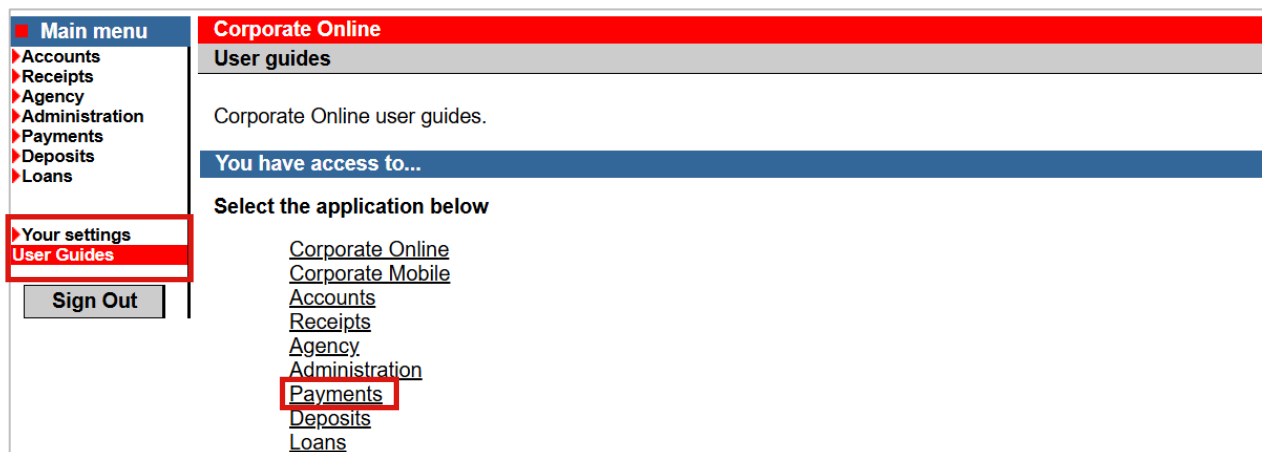 Main menu
Accounts
Receipts
Agency
Administration
Payments
Deposits
Loans
Your settings
User Guides
Sign Out
Corporate Online
User guides
Corporate Online user guides.
You have access to...
Select the application below
Corporate Online
Corporate Mobile
Accounts
Receipts
Agency
Administration
Payments
Deposits
Loans